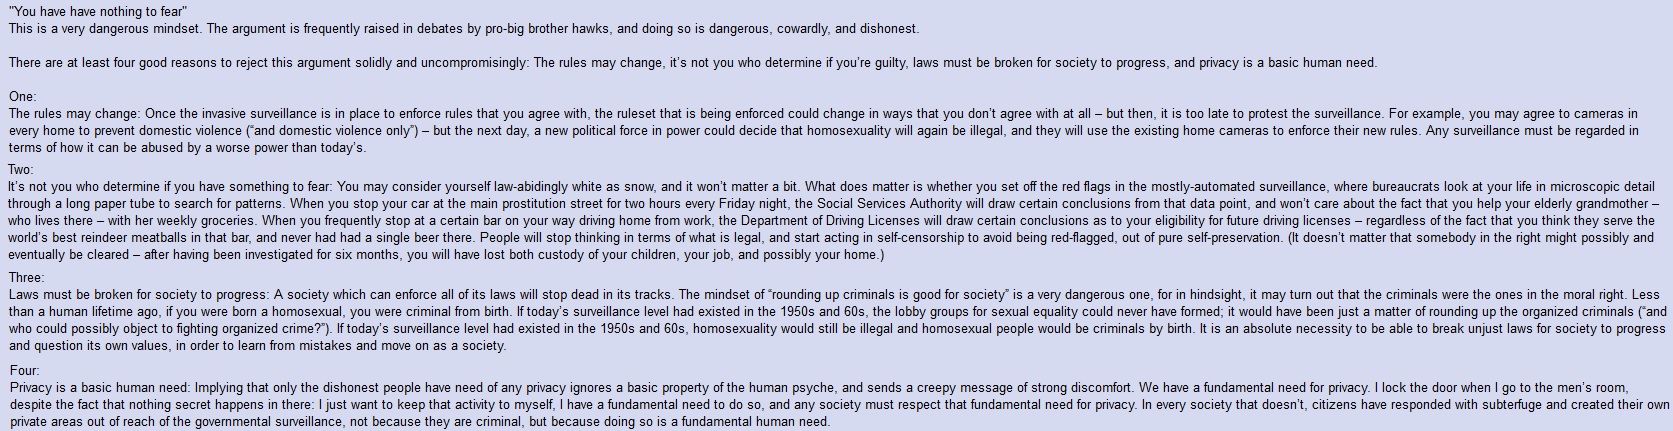 "You have have nothing to fear"
This is a very dangerous mindset. The argument is frequently raised in debates by pro-big brother hawks, and doing so is dangerous, cowardly, and dishonest.
There are at least four good reasons to reject this argument solidly and uncompromisingly: The rules may change, it's not you who determine if you're guilty, laws must be broken for society to progress, and privacy is a basic human need.
One:
The rules may change: Once the invasive surveillance is in place to enforce rules that you agree with, the ruleset that is being enforced could change in ways that you don't agree with at all – but then, it is too late to protest the surveillance. For example, you may agree to cameras in
every home to prevent domestic violence ("and domestic violence only") – but the next day, a new political force in power could decide that homosexuality will again be illegal, and they will use the existing home cameras to enforce their new rules. Any surveillance must be regarded in
terms of how it can be abused by a worse power than today's.
Two:
It's not you who determine if you have something to fear: You may consider yourself law-abidingly white as snow, and it won't matter a bit. What does matter is whether you set off the red flags in the mostly-automated surveillance, where bureaucrats look at your life in microscopic detail
through a long paper tube to search for patterns. When you stop your car at the main prostitution street for two hours every Friday night, the Social Services Authority will draw certain conclusions from that data point, and won't care about the fact that you help your elderly grandmother –
who lives there – with her weekly groceries. When you frequently stop at a certain bar on your way driving home from work, the Department of Driving Licenses will draw certain conclusions as to your eligibility for future driving licenses – regardless of the fact that you think they serve the
world's best reindeer meatballs in that bar, and never had had a single beer there. People will stop thinking in terms of what is legal, and start acting in self-censorship to avoid being red-flagged, out of pure self-preservation. (It doesn't matter that somebody in the right might possibly and
eventually be cleared – after having been investigated for six months, you will have lost both custody of your children, your job, and possibly your home.)
Three:
Laws must be broken for society to progress: A society which can enforce all of its laws will stop dead in its tracks. The mindset of "rounding up criminals is good for society" is a very dangerous one, for in hindsight, it may turn out that the criminals were the ones in the moral right. Less
than a human lifetime ago, if you were born a homosexual, you were criminal from birth. If today's surveillance level had existed in the 1950s and 60s, the lobby groups for sexual equality could never have formed; it would have been just a matter of rounding up the organized criminals ("and
who could possibly object to fighting organized crime?"). If today's surveillance level had existed in the 1950s and 60s, homosexuality would still be illegal and homosexual people would be criminals by birth. It is an absolute necessity to be able to break unjust laws for society to progress
and question its own values, in order to learn from mistakes and move on as a society.
Four:
Privacy is a basic human need: Implying that only the dishonest people have need of any privacy ignores a basic property of the human psyche, and sends a creepy message of strong discomfort. We have a fundamental need for privacy. I lock the door when I go to the men's room,
despite the fact that nothing secret happens in there: I just want to keep that activity to myself, I have a fundamental need to do so, and any society must respect that fundamental need for privacy. In every society that doesn't, citizens have responded with subterfuge and created their own
private areas out of reach of the governmental surveillance, not because they are criminal, but because doing so is a fundamental human need.